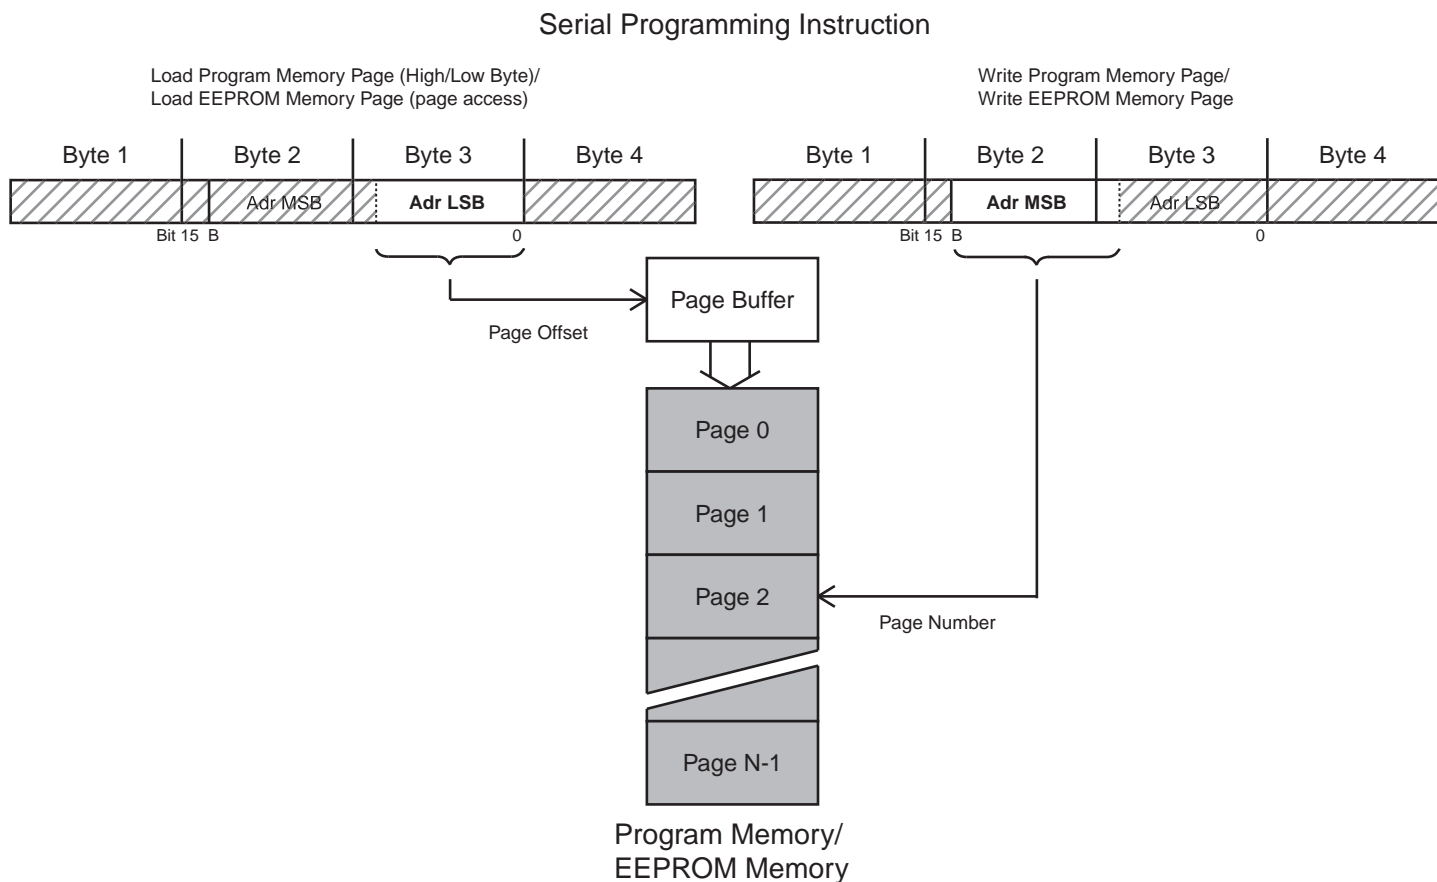 Serial Programming Instruction
Load Program Memory Page (High/Low Byte)/
Load EEPROM Memory Page (page access)
Write Program Memory Page/
Write EEPROM Memory Page
Byte 1 Byte 2 Byte 3 Byte 4
Byte 1 Byte 2 Byte 3 Byte 4
Adr MSB Adr LSB
Adr MSB Adr LSB
Bit 15 B 0
Bit 15 B 0
Page Buffer
Page Offset
Page 0
Page 1
Page 2
Page Number
Page N-1
Program Memory/
EEPROM Memory